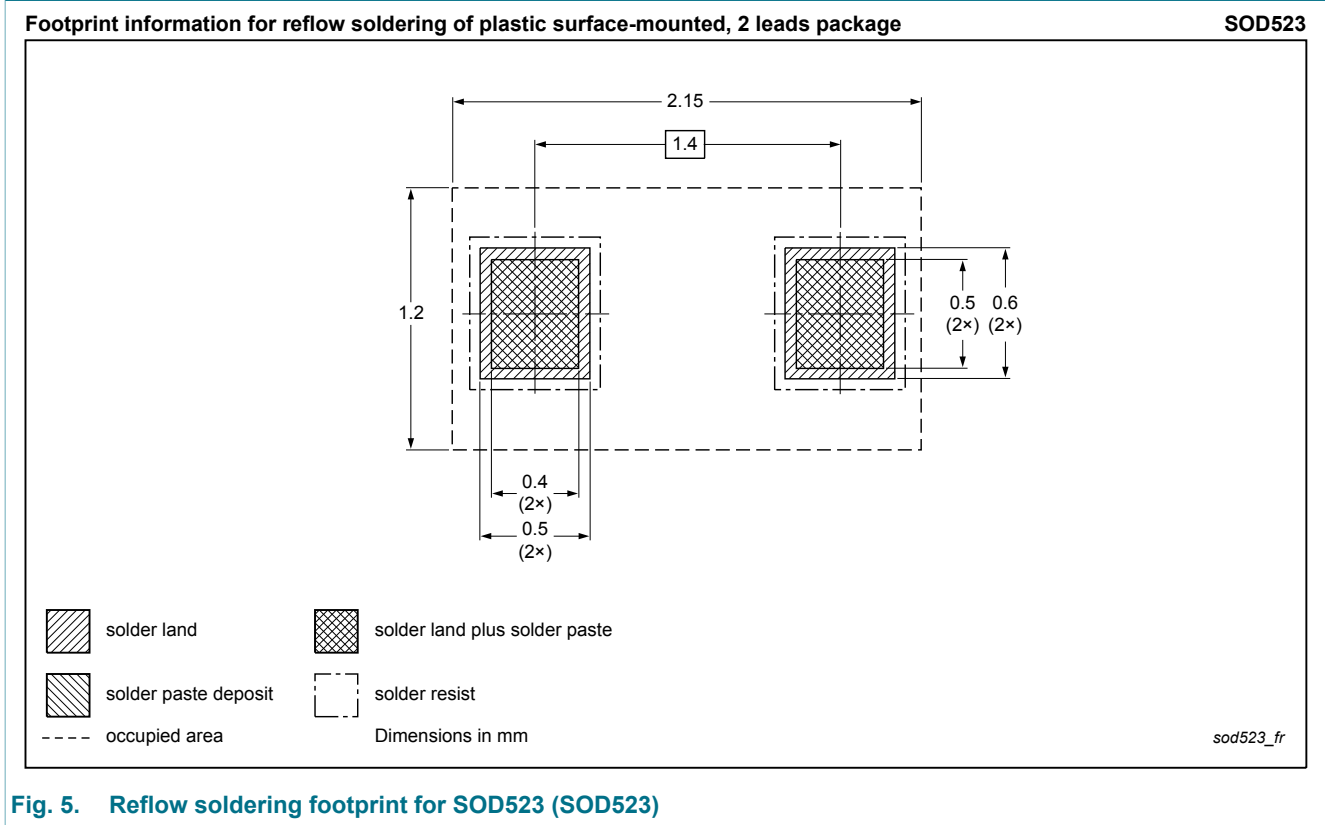 Footprint information for reflow soldering of plastic surface-mounted, 2 leads package SOD523
2.15
1.4
1.2
0.5 0.6
(2×) (2×)
0.4
(2×)
0.5
(2×)
solder land
solder land plus solder paste
solder paste deposit
solder resist
occupied area
Dimensions in mm
sod523_fr
Fig. 5. Reflow soldering footprint for SOD523 (SOD523)